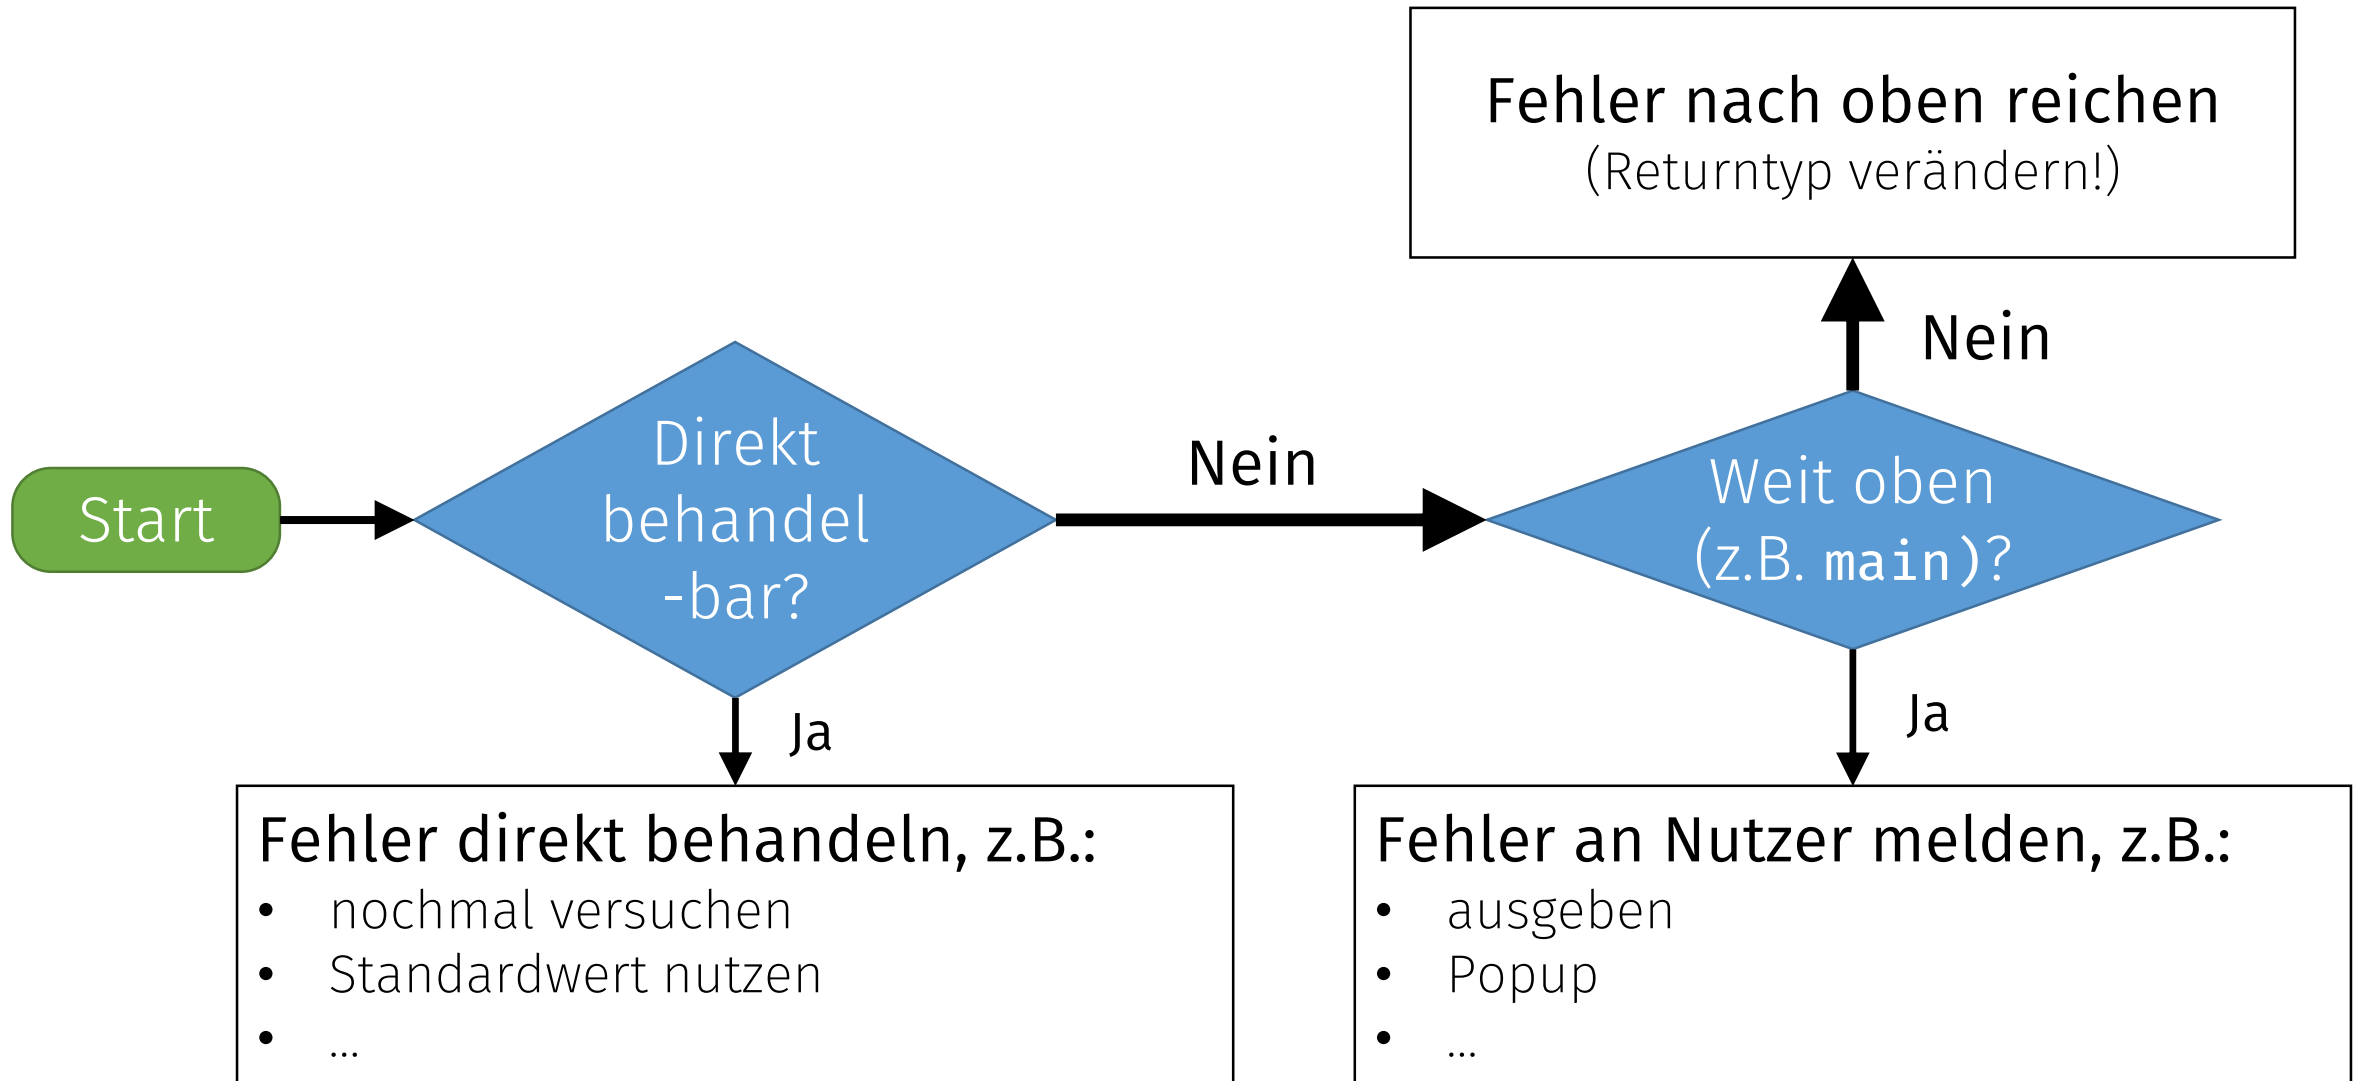 Fehler nach oben reichen
(Returntyp verändern!)
Nein
Start
Direkt
behandel
-bar?
Nein
Weit oben
(z.B. main)?
Ja
Ja
Fehler direkt behandeln, z.B.:
• nochmal versuchen
• Standardwert nutzen
• ...
Fehler an Nutzer melden, z.B.:
• ausgeben
• Popup
• ...